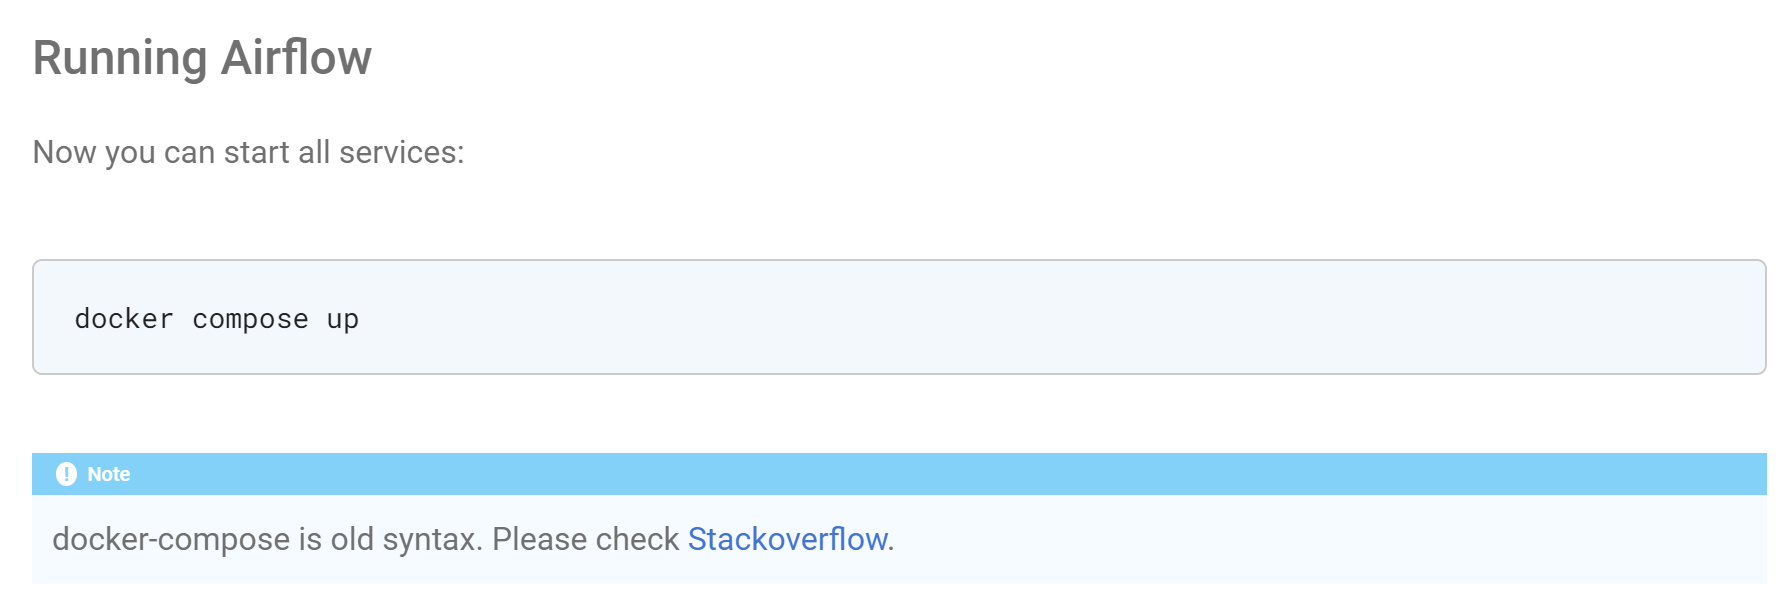 Running Airflow
Now you can start all services:
docker compose up
Note
docker-compose is old syntax. Please check Stackoverflow.